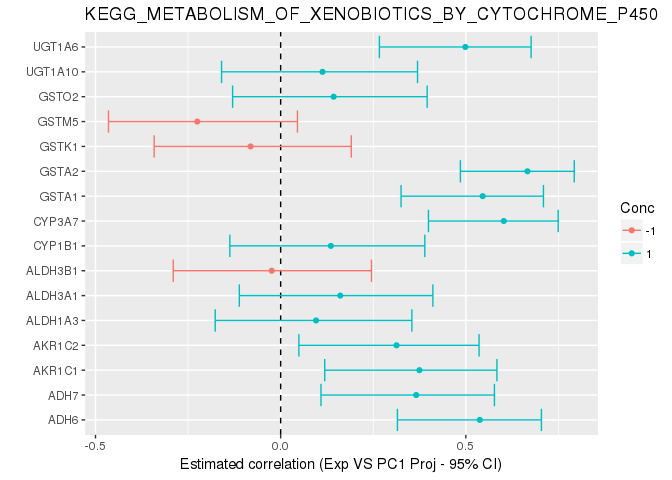 KEGG_METABOLISM_OF_XENOBIOTICS_BY_CYTOCHROME_P450
UGT1A6
UGT1A10
GSTO2
GSTM5
GSTK1
GSTA2
GSTA1
CYP3A7
CYP1B1
ALDH3B1
ALDH3A1
ALDH1A3
AKR1C2
AKR1C1
ADH7
ADH6
Conc
-1
1
-0.5 0.0 0.5
Estimated correlation (Exp VS PC1 Proj - 95% CI)